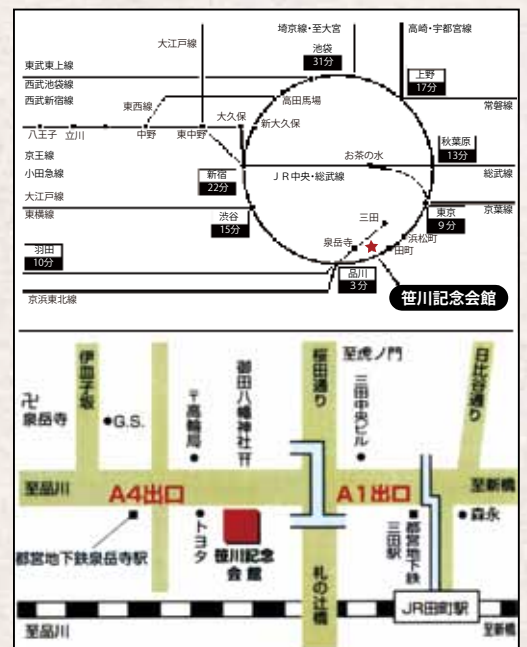 埼京線・至大宮
高崎・宇都宮線
大江戸線
池袋
31分
東武東上線
西武池袋線
西武新宿線
上野
17分
東西線
高田馬場
常磐線
大久保
新大久保
八王子
立川
中野
東中野
秋葉原
13分
京王線
お茶の水
小田急線
新宿
22分
JR中央・総武線
総武線
大江戸線
東横線
渋谷
15分
三田
東京
9分
京葉線
羽田
10分
泉岳寺
浜松町
田町
品川
3分
京浜東北線
笹川記念会館
伊皿子坂
御田八幡神社
桜田通り
至虎ノ門
日比谷通り
卍
泉岳寺
G.S.
〒高輪局
三田中央ビル
至品川
A4出口
A1出口
至新橋
都営地下鉄泉岳寺駅
トヨタ
笹川記念
会館
都営地下鉄
三田駅
森永
札の辻橋
JR田町駅
至品川
至新橋